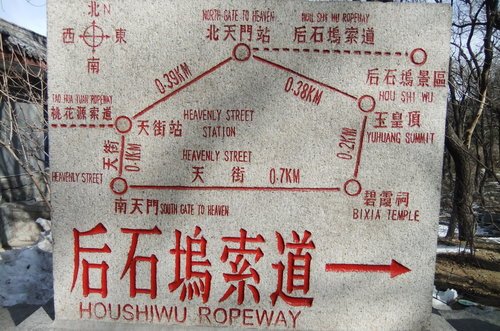 北 N
西 東
南
NORTH GATE TO HEAVEN
北天門站
HOU SHI WU ROPEWAY
后石塢索道
后石塢景區
HOU SHI WU
0.39KM
0.38KM
TAO HUA YUAN ROPEWAY
桃花源索道
天街站
HEAVENLY STREET
STATION
玉皇頂
YUHUANG SUMMIT
天街
0.1KM
0.2KM
HEAVENLY STREET
天街
0.7KM
HEAVENLY STREET
南天門 SOUTH GATE TO HEAVEN
碧霞祠
BIXIA TEMPLE
后石塢索道
HOUSHIWU ROPEWAY